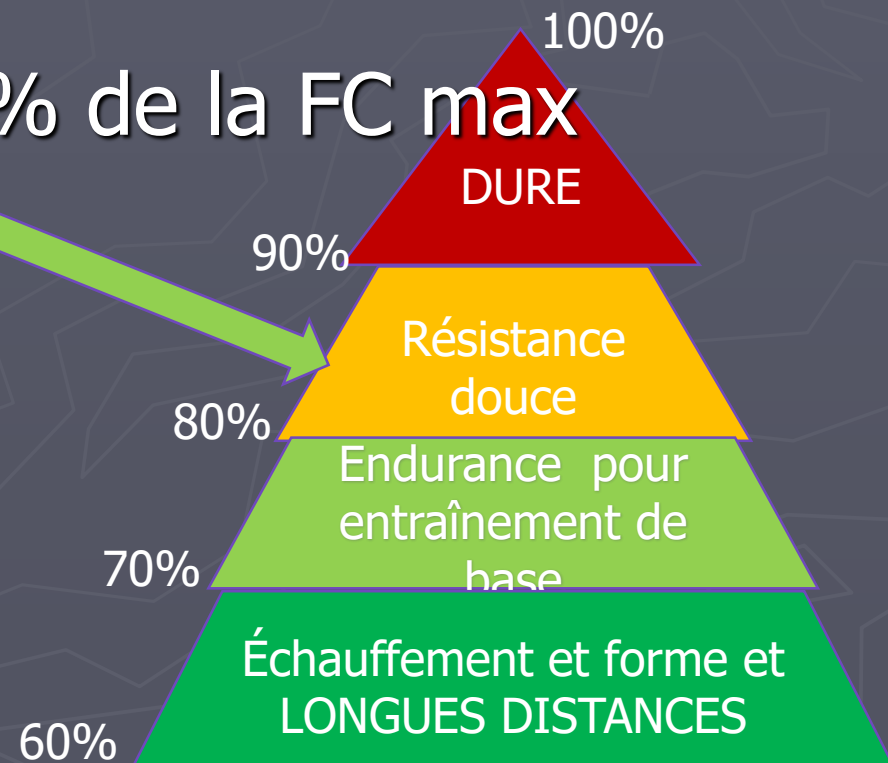 100%
% de la FC max
DURE
90%
Résistance
douce
80%
Endurance pour
entraînement de
base
70%
Échauffement et forme et
LONGUES DISTANCES
60%